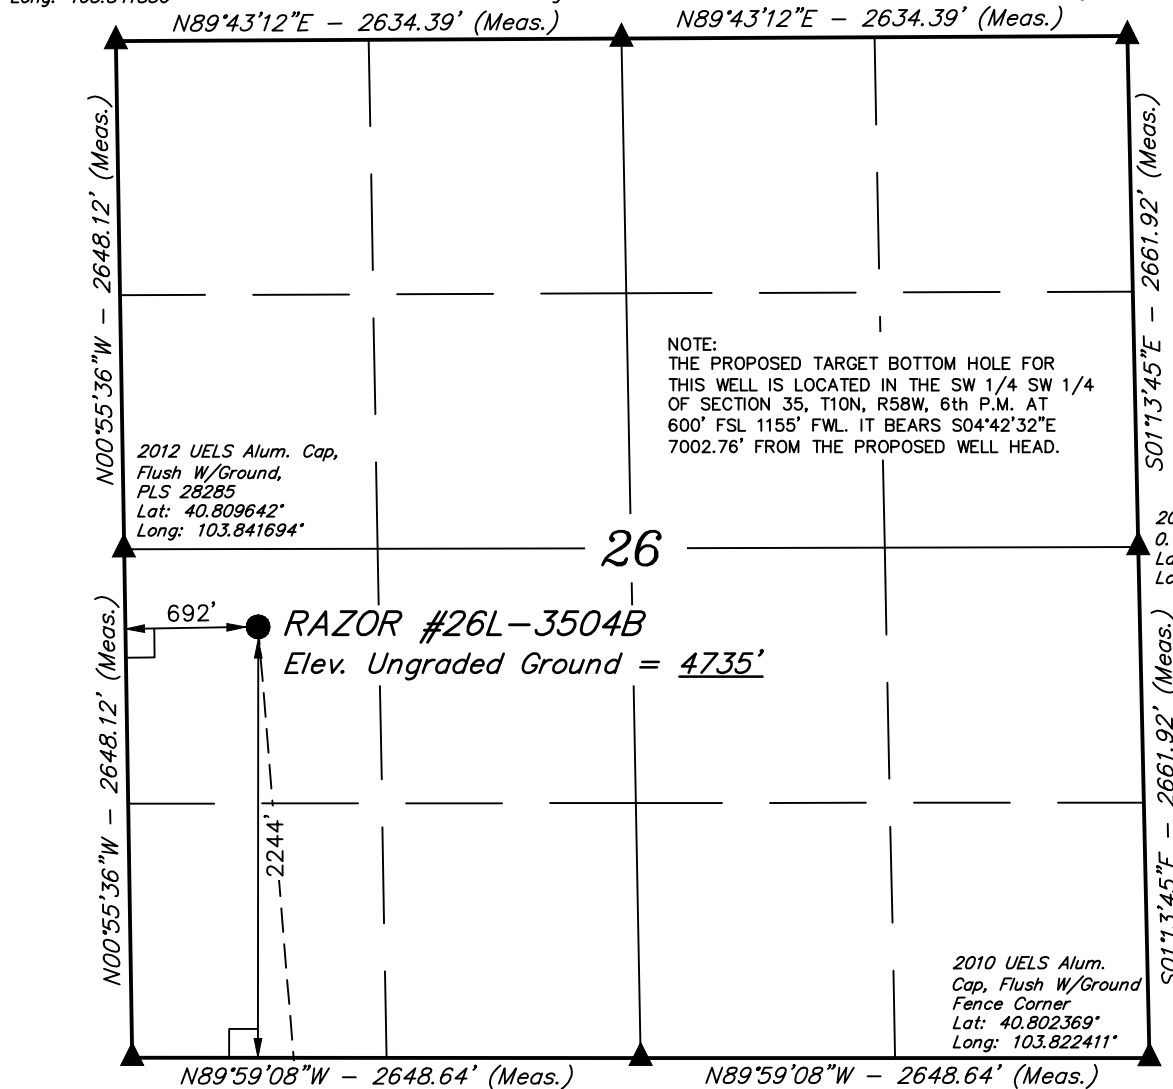 N89°43'12"E – 2634.39' (Meas.)
N89°43'12"E – 2634.39' (Meas.)
N00°55'36"W – 2648.12' (Meas.)
S01°13'45"E – 2661.92' (Meas.)
NOTE:
THE PROPOSED TARGET BOTTOM HOLE FOR
THIS WELL IS LOCATED IN THE SW 1/4 SW 1/4
OF SECTION 35, T10N, R58W, 6th P.M. AT
600' FSL 1155' FWL. IT BEARS S04°42'32"E
7002.76' FROM THE PROPOSED WELL HEAD.
2012 UELS Alum. Cap,
Flush W/Ground,
PLS 28285
Lat: 40.809642°
Long: 103.841694°
26
692'
RAZOR #26L–3504B
Elev. Ungraded Ground = 4735'
N00°55'36"W – 2648.12' (Meas.)
S01°13'45"E – 2661.92' (Meas.)
2244'
2010 UELS Alum.
Cap, Flush W/Ground
Fence Corner
Lat: 40.802369°
Long: 103.822411°
N89°59'08"W – 2648.64' (Meas.)
N89°59'08"W – 2648.64' (Meas.)